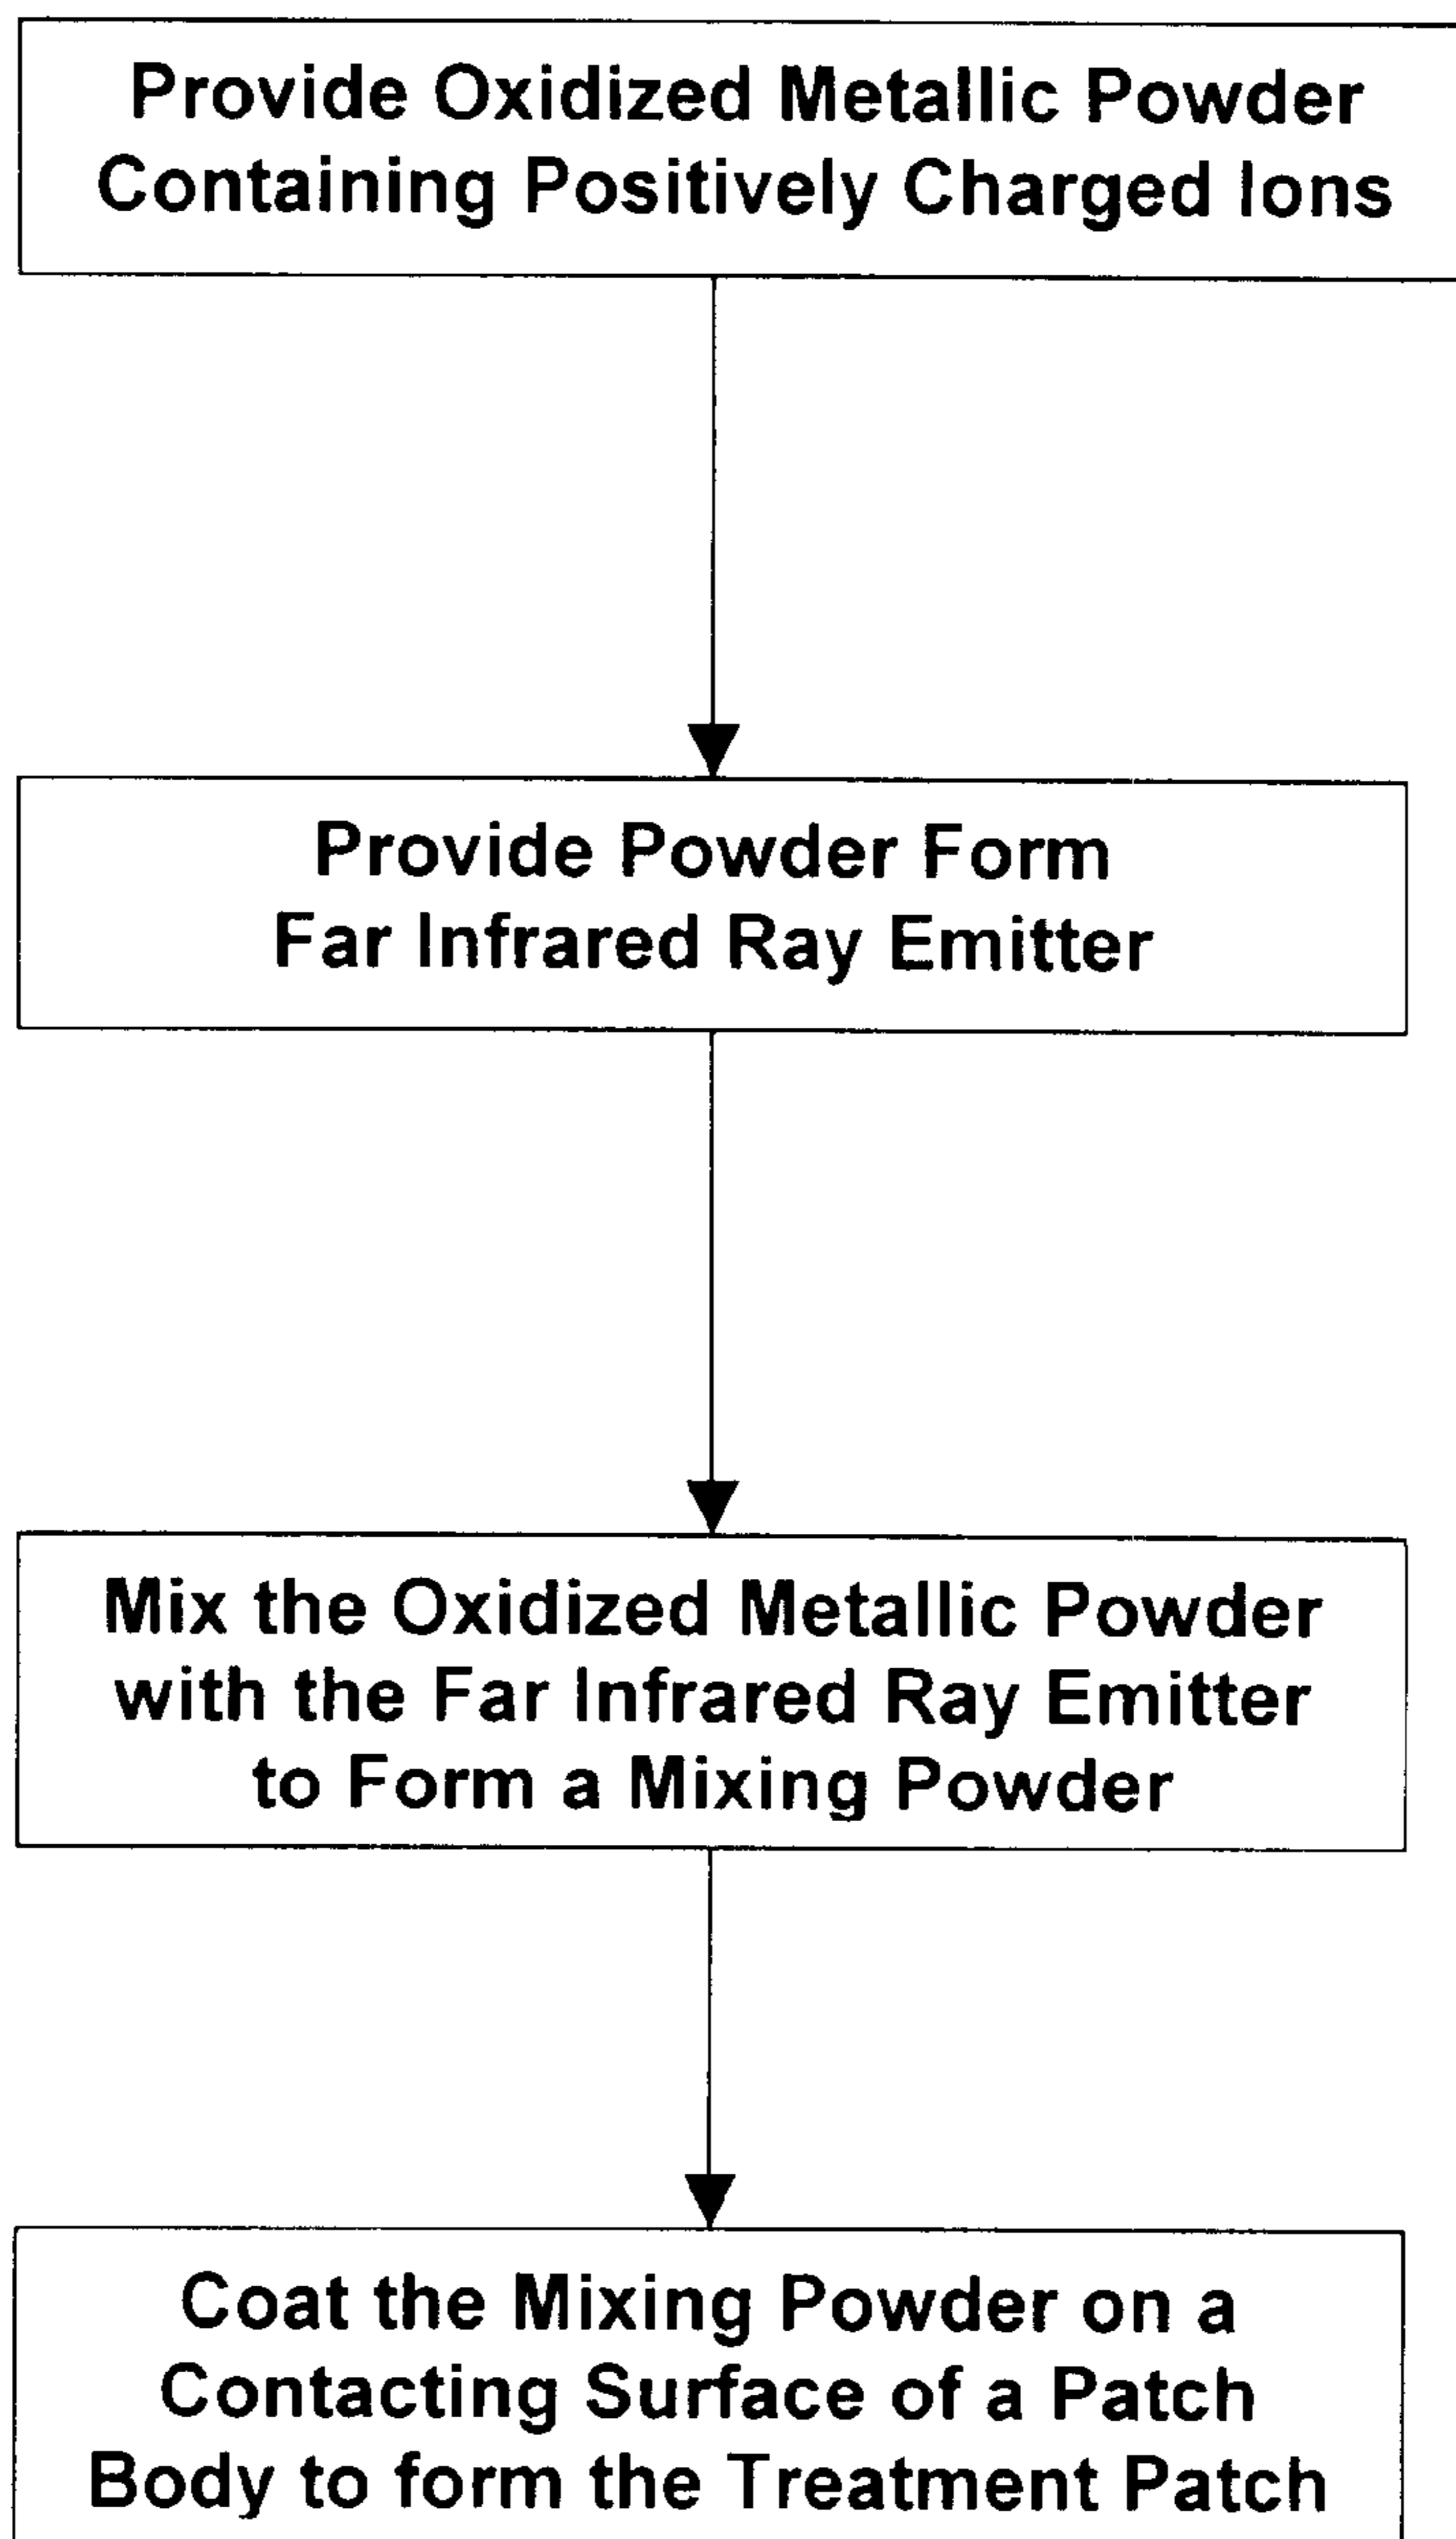 Provide Oxidized Metallic Powder
Containing Positively Charged Ions
Provide Powder Form
Far Infrared Ray Emitter
Mix the Oxidized Metallic Powder
with the Far Infrared Ray Emitter
to Form a Mixing Powder
Coat the Mixing Powder on a
Contacting Surface of a Patch
Body to form the Treatment Patch